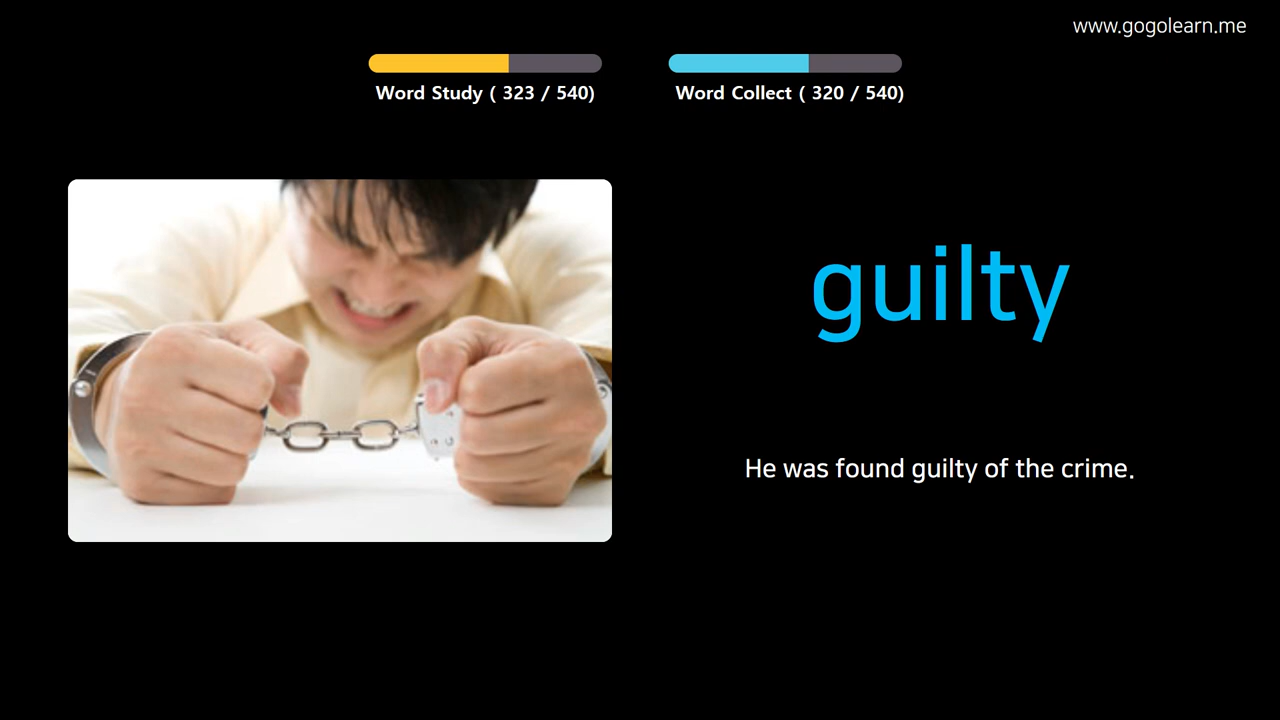 www.gogolearn.me
Word Study ( 323 / 540)
Word Collect ( 320 / 540)
guilty
He was found guilty of the crime.